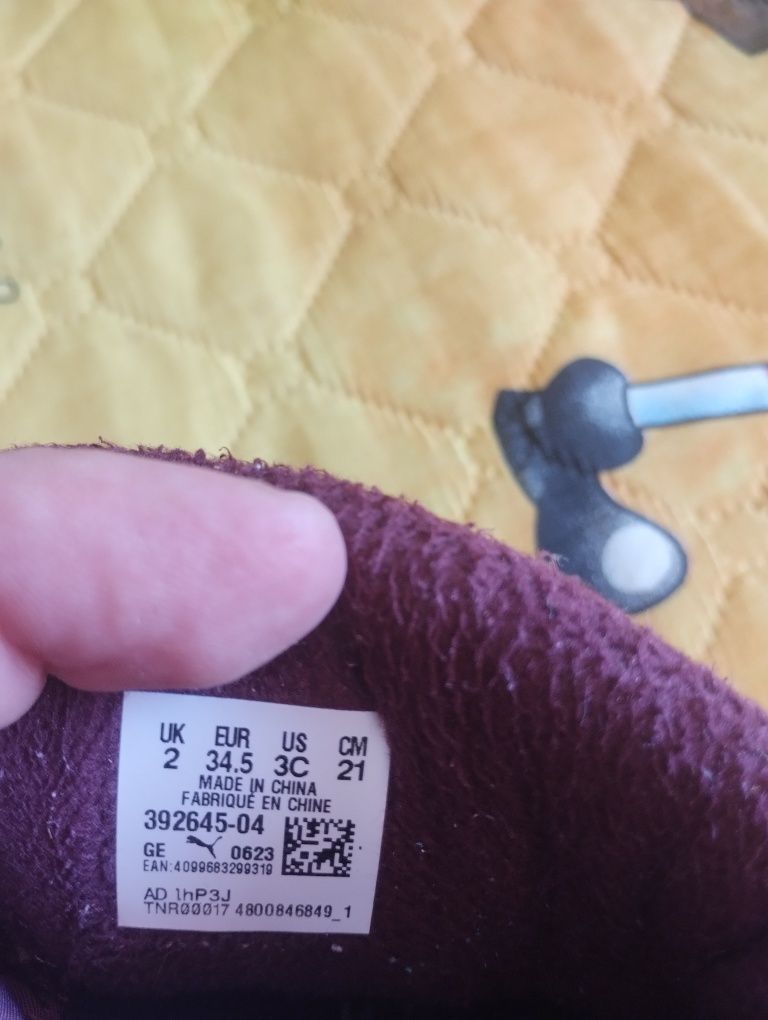 UK EUR US CM
2 34.5 3C 21
MADE IN CHINA
FABRIQUÉ EN CHINE
392645-04
GE 0623
EAN:4099683299319
AD 1hP3J
TNR00017 4800846849_1